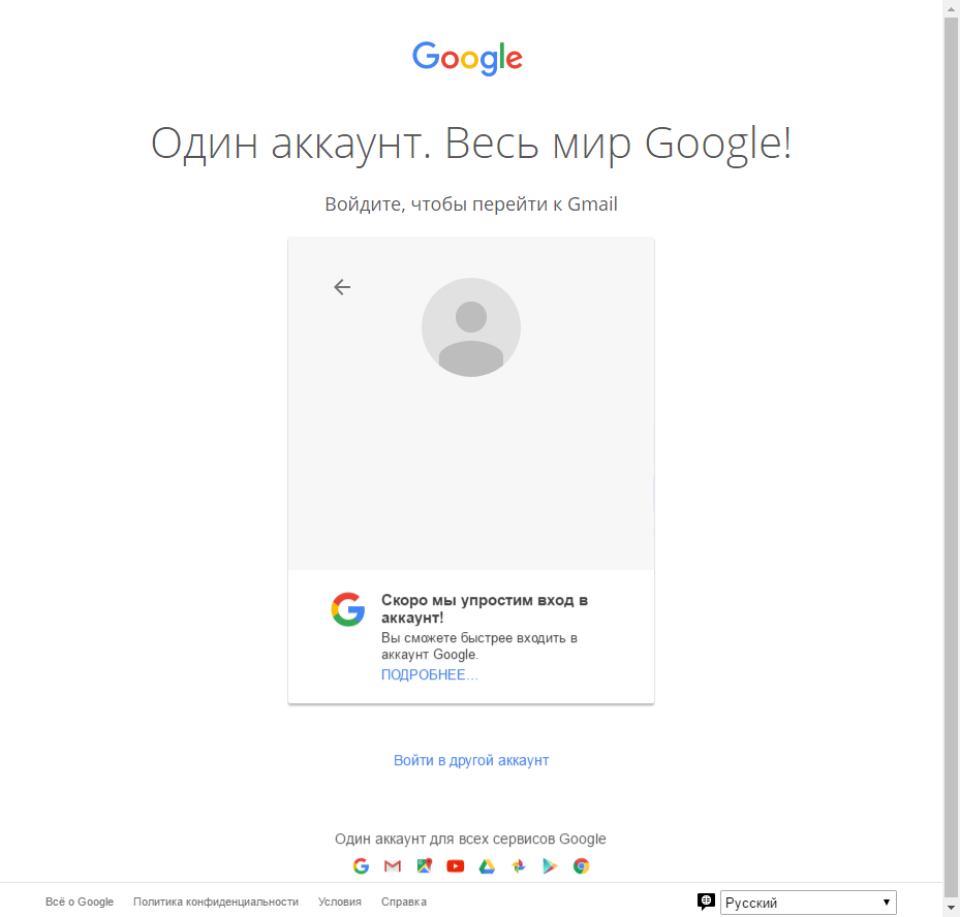 Google
Один аккаунт. Весь мир Google!
Войдите, чтобы перейти к Gmail
Скоро мы упростим вход в
аккаунт!
Вы сможете быстрее входить в
аккаунт Google.
ПОДРОБНЕЕ...
Войти в другой аккаунт
Один аккаунт для всех сервисов Google
Всё о Google Политика конфиденциальности Условия Справка Русский